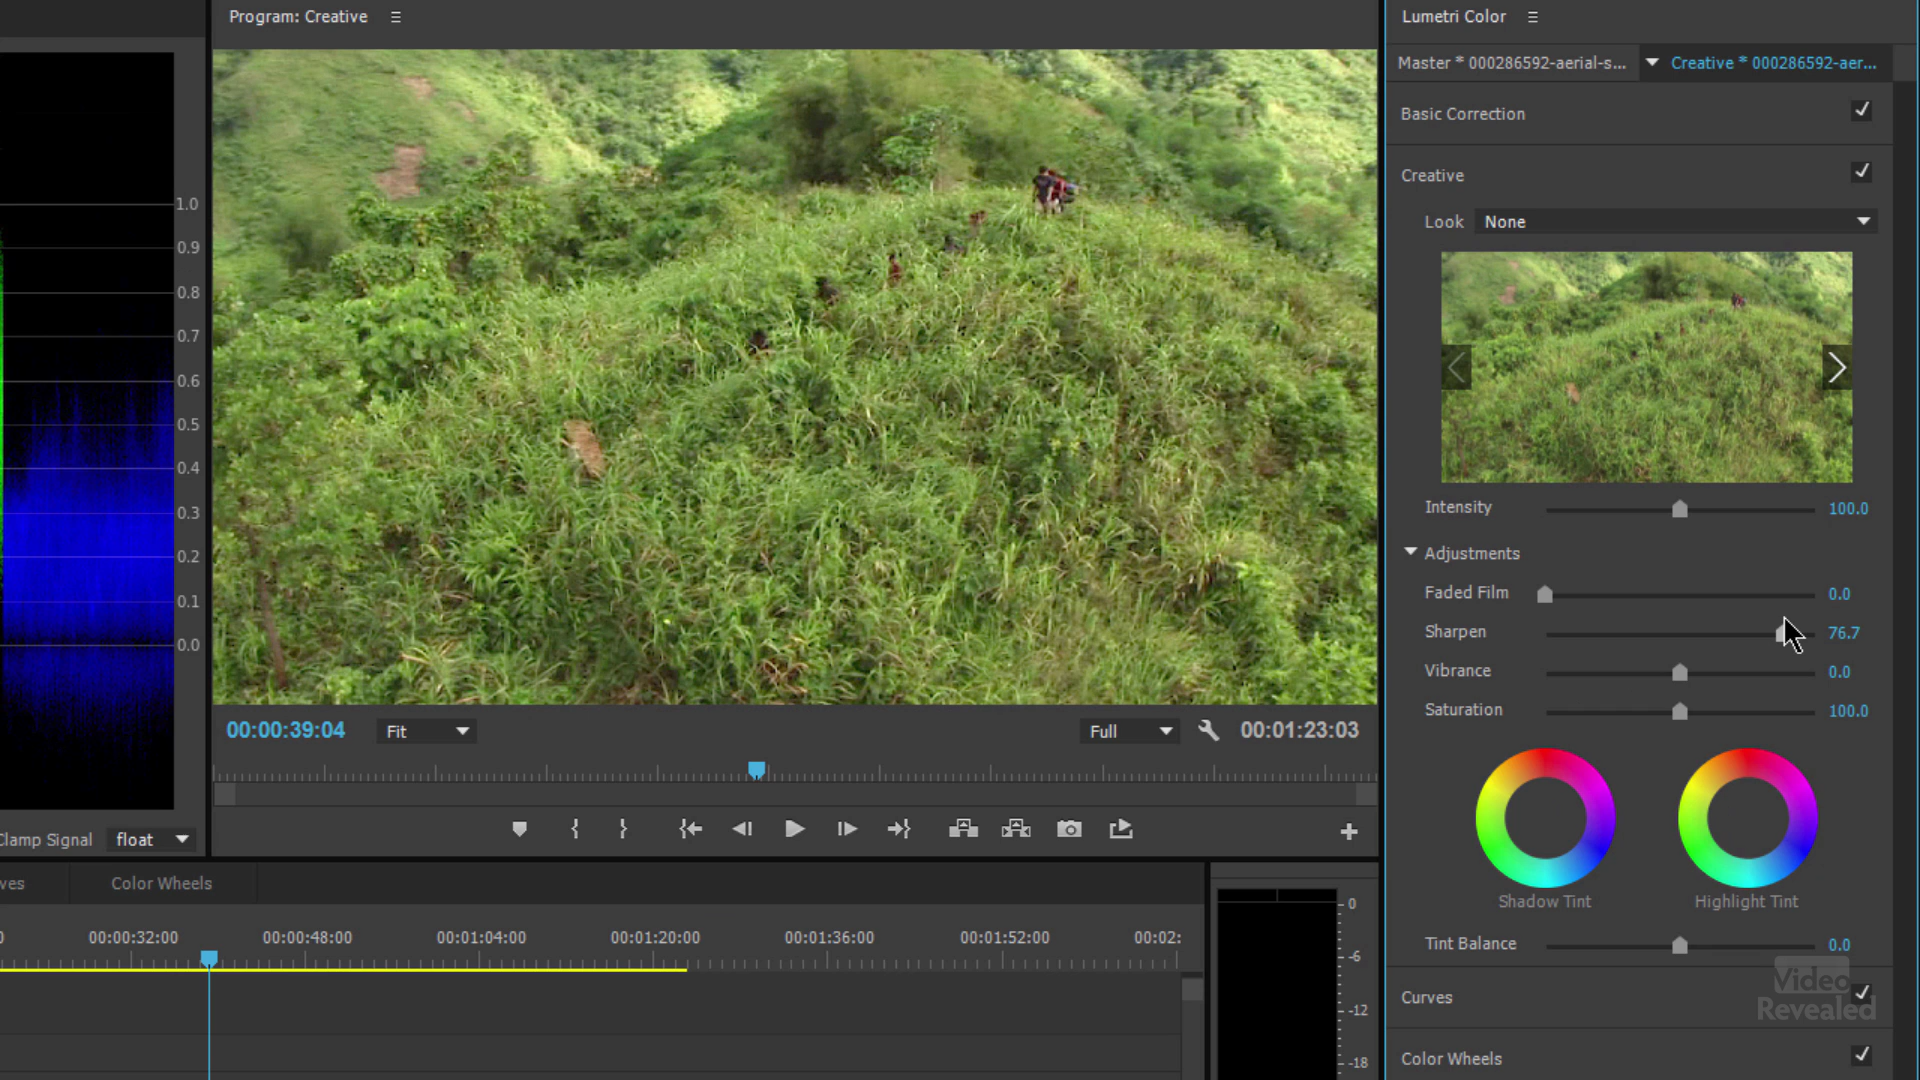 Program: Creative
Lumetri Color
Master * 000286592-aerial-s...
Creative * 000286592-aer...
Basic Correction
Creative
Look
None
Intensity
100.0
Adjustments
Faded Film
0.0
Sharpen
76.7
Vibrance
0.0
Saturation
100.0
Shadow Tint
Highlight Tint
Tint Balance
0.0
Curves
Color Wheels
Video
Revealed
1.0
0.9
0.8
0.7
0.6
0.5
0.4
0.3
0.2
0.1
0.0
Clamp Signal
float
00:00:39:04
Fit
Full
00:01:23:03
ves
Color Wheels
0
00:00:32:00
00:00:48:00
00:01:04:00
00:01:20:00
00:01:36:00
00:01:52:00
00:02:
0
-6
-12
-18